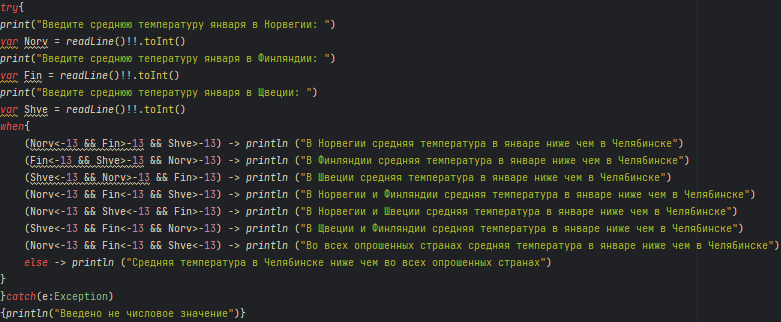 try{
print("Введите среднюю температуру января в Норвегии: ")
var Norv = readLine()!!.toInt()
print("Введите среднюю тепературу января в Финляндии: ")
var Fin = readLine()!!.toInt()
print("Введите среднюю тепературу января в Щвеции: ")
var Shve = readLine()!!.toInt()
when{
(Norv<-13 && Fin>-13 && Shve>-13) -> println ("В Норвегии средняя температура в январе ниже чем в Челябинске")
(Fin<-13 && Shve>-13 && Norv>-13) -> println ("В Финляндии средняя температура в январе ниже чем в Челябинске")
(Shve<-13 && Norv>-13 && Fin>-13) -> println ("В Швеции средняя температура в январе ниже чем в Челябинске")
(Norv<-13 && Fin<-13 && Shve>-13) -> println ("В Норвегии и Финляндии средняя температура в январе ниже чем в Челябинске")
(Norv<-13 && Shve<-13 && Fin>-13) -> println ("В Норвегии и Швеции средняя температура в январе ниже чем в Челябинске")
(Shve<-13 && Fin<-13 && Norv>-13) -> println ("В Щвеции и Финляндии средняя температура в январе ниже чем в Челябинске")
(Norv<-13 && Fin<-13 && Shve<-13) -> println ("Во всех опрошенных странах средняя температура в январе ниже чем в Челябинске")
else -> println ("Средняя температура в Челябинске ниже чем во всех опрошенных странах")
}
}catch(e:Exception)
{println("Введено не числовое значение")}